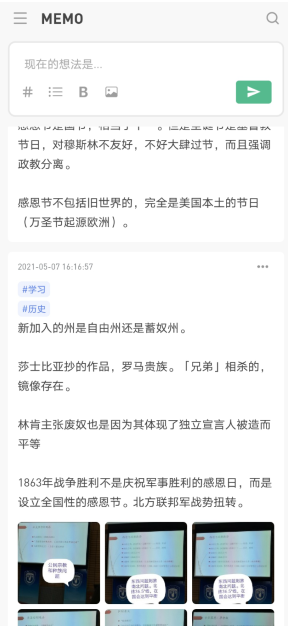 MEMO
现在的想法是...
节日，对穆斯林不友好，不好大肆过节，而且强调
政教分离。
感恩节不包括旧世界的，完全是美国本土的节日
（万圣节起源欧洲）。
2021-05-07 16:16:57
#学习
#历史
新加入的州是自由州还是蓄奴州。
莎士比亚抄的作品，罗马贵族。「兄弟」相杀的，
镜像存在。
林肯主张废奴也是因为其体现了独立宣言人被造而
平等
1863年战争胜利不是庆祝军事胜利的感恩日，而是
设立全国性的感恩节。北方联邦军战势扭转。